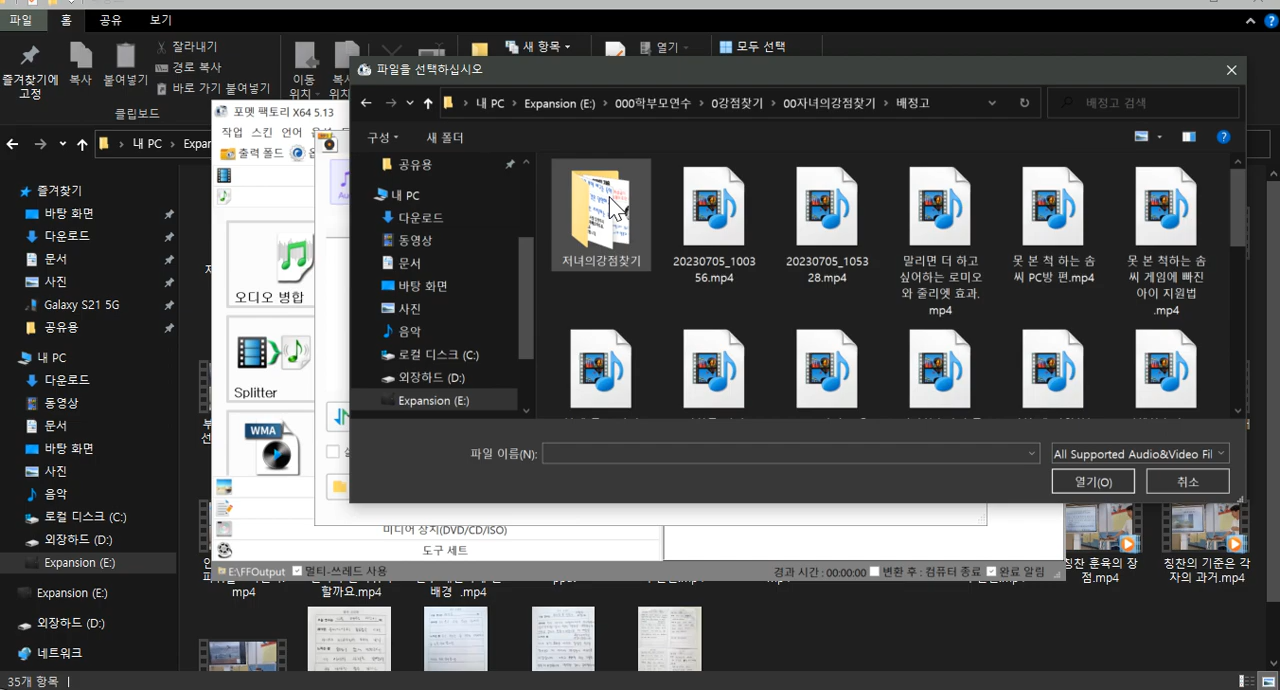 파일 홈 공유 보기
즐겨찾기에
고정
복사
붙여넣기
잘라내기
경로 복사
바로 가기 붙여넣기
클립보드
이동
위치
새 항목
열기
모두 선택
내 PC
즐겨찾기
바탕 화면
다운로드
문서
사진
Galaxy S21 5G
공유용
내 PC
다운로드
동영상
문서
바탕 화면
사진
음악
로컬 디스크 (C:)
외장하드 (D:)
Expansion (E:)
Expansion (E:)
외장하드 (D:)
네트워크
35개 항목
포맷 팩토리 X64 5.13
작업 스킨 언어
출력 폴드
오디오 병합
Splitter
WMA
도구 세트
E:\FFOutput 멀티-쓰레드 사용
경과 시간 : 00:00:00 변환 후 : 컴퓨터 종료 완료 알림
파일을 선택하십시오
내 PC Expansion (E:) 000학부모연수 0강점찾기 00자녀의강점찾기 배정고
배정고 검색
구성 새 폴더
공유용
내 PC
다운로드
동영상
문서
바탕 화면
사진
음악
로컬 디스크 (C:)
외장하드 (D:)
Expansion (E:)
저녀의강점찾기
20230705_1003
56.mp4
20230705_1053
28.mp4
말리면 더 하고
싶어하는 로미오
와 줄리엣 효과.
mp4
못 본 척 하는 솜
씨 PC방 편.mp4
못 본 척하는 솜
씨 게임에 빠진
아이 지원법
.mp4
파일 이름(N):
All Supported Audio&Video Fil
열기(O) 취소
미디어 상치(DVD/CD/ISO)
mp4
할까요.mp4
배경 .mp4
칭찬 훈육의 장
점.mp4
칭찬의 기준은 각
자의 과거.mp4